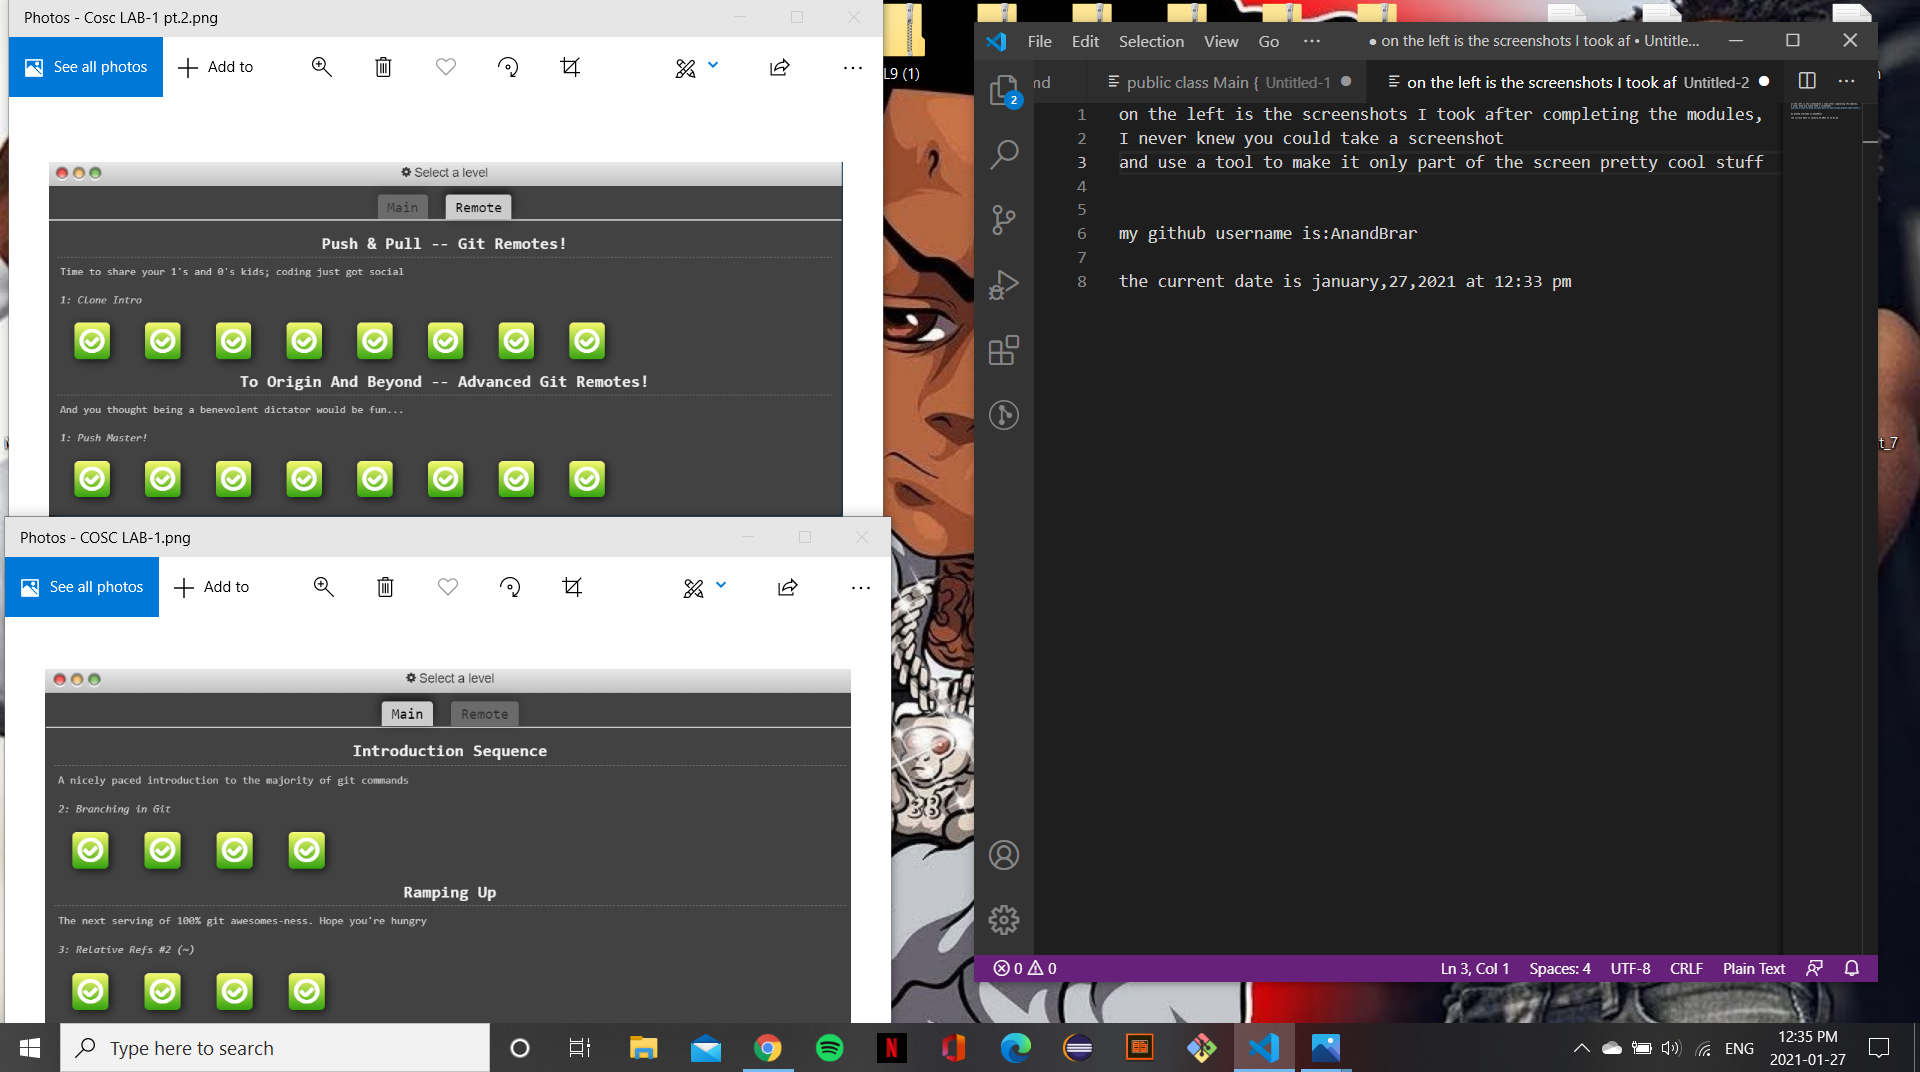 Photos - Cosc LAB-1 pt.2.png
See all photos
Add to
Select a level
Main
Remote
Push & Pull -- Git Remotes!
Time to share your 1's and 0's kids; coding just got social
1: Clone Intro
To Origin And Beyond -- Advanced Git Remotes!
And you thought being a benevolent dictator would be fun...
1: Push Master!
Photos - COSC LAB-1.png
See all photos
Add to
Select a level
Main
Remote
Introduction Sequence
A nicely paced introduction to the majority of git commands
2: Branching in Git
Ramping Up
The next serving of 100% git awesomes-ness. Hope you're hungry
3: Relative Refs #2 (~)
L9 (1)
File Edit Selection View Go ··· ● on the left is the screenshots I took af • Untitle...
2
md
public class Main { Untitled-1 ●
on the left is the screenshots I took af Untitled-2 ●
1 on the left is the screenshots I took after completing the modules,
2 I never knew you could take a screenshot
3 and use a tool to make it only part of the screen pretty cool stuff
4
5
6 my github username is:AnandBrar
7
8 the current date is january,27,2021 at 12:33 pm
t_7
38
0 0 Ln 3, Col 1 Spaces: 4 UTF-8 CRLF Plain Text
Type here to search
N
ENG
12:35 PM
2021-01-27